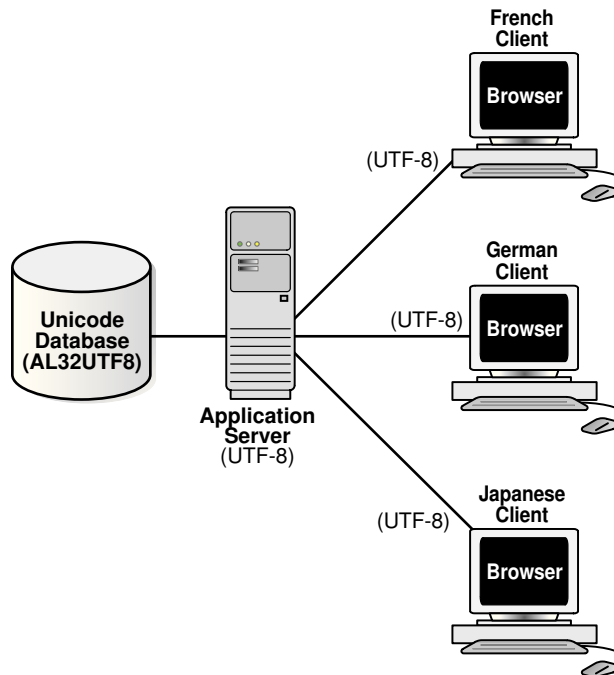 French
Client
Browser
(UTF-8)
German
Client
(UTF-8)
Browser
Unicode
Database
(AL32UTF8)
Application
Server
(UTF-8)
Japanese
Client
(UTF-8)
Browser